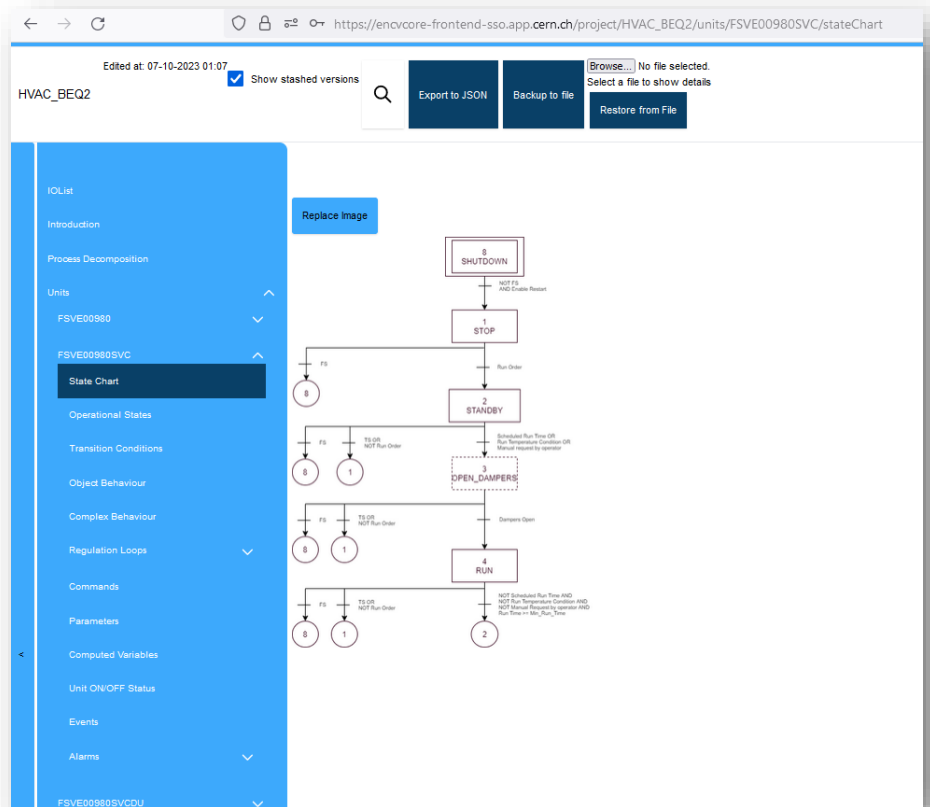 https://encvcore-frontend-sso.app.cern.ch/project/HVAC_BEQ2/units/FSVE00980SVC/stateChart
Edited at: 07-10-2023 01:07
HVAC_BEQ2
Show stashed versions
Export to JSON
Backup to file
Browse... No file selected.
Select a file to show details
Restore from File
<
IOList
Introduction
Process Decomposition
Units
FSVE00980
FSVE00980SVC
State Chart
Operational States
Transition Conditions
Object Behaviour
Complex Behaviour
Regulation Loops
Commands
Parameters
Computed Variables
Unit ON/OFF Status
Events
Alarms
FSVE00980SVCDU
Replace Image
8
SHUTDOWN
NOT FS
AND Enable Restart
1
STOP
FS
Run Order
8
2
STANDBY
FS
TS OR
NOT Run Order
Scheduled Run Time OR
Run Temperature Condition OR
Manual request by operator
8
1
3
OPEN_DAMPERS
FS
TS OR
NOT Run Order
Dampers Open
8
1
4
RUN
FS
TS OR
NOT Run Order
NOT Scheduled Run Time AND
NOT Run Temperature Condition AND
NOT Manual Request by operator AND
Run Time >= Min_Run_Time
8
1
2